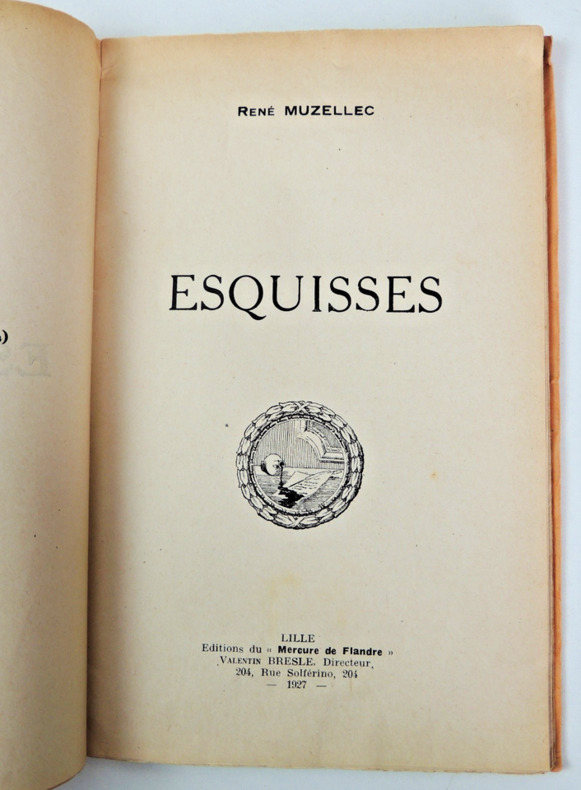 RENÉ MUZELLEC
ESQUISSES
LILLE
Editions du « Mercure de Flandre »
VALENTIN BRESLE, Directeur,
204, Rue Solférino, 204
— 1927 —